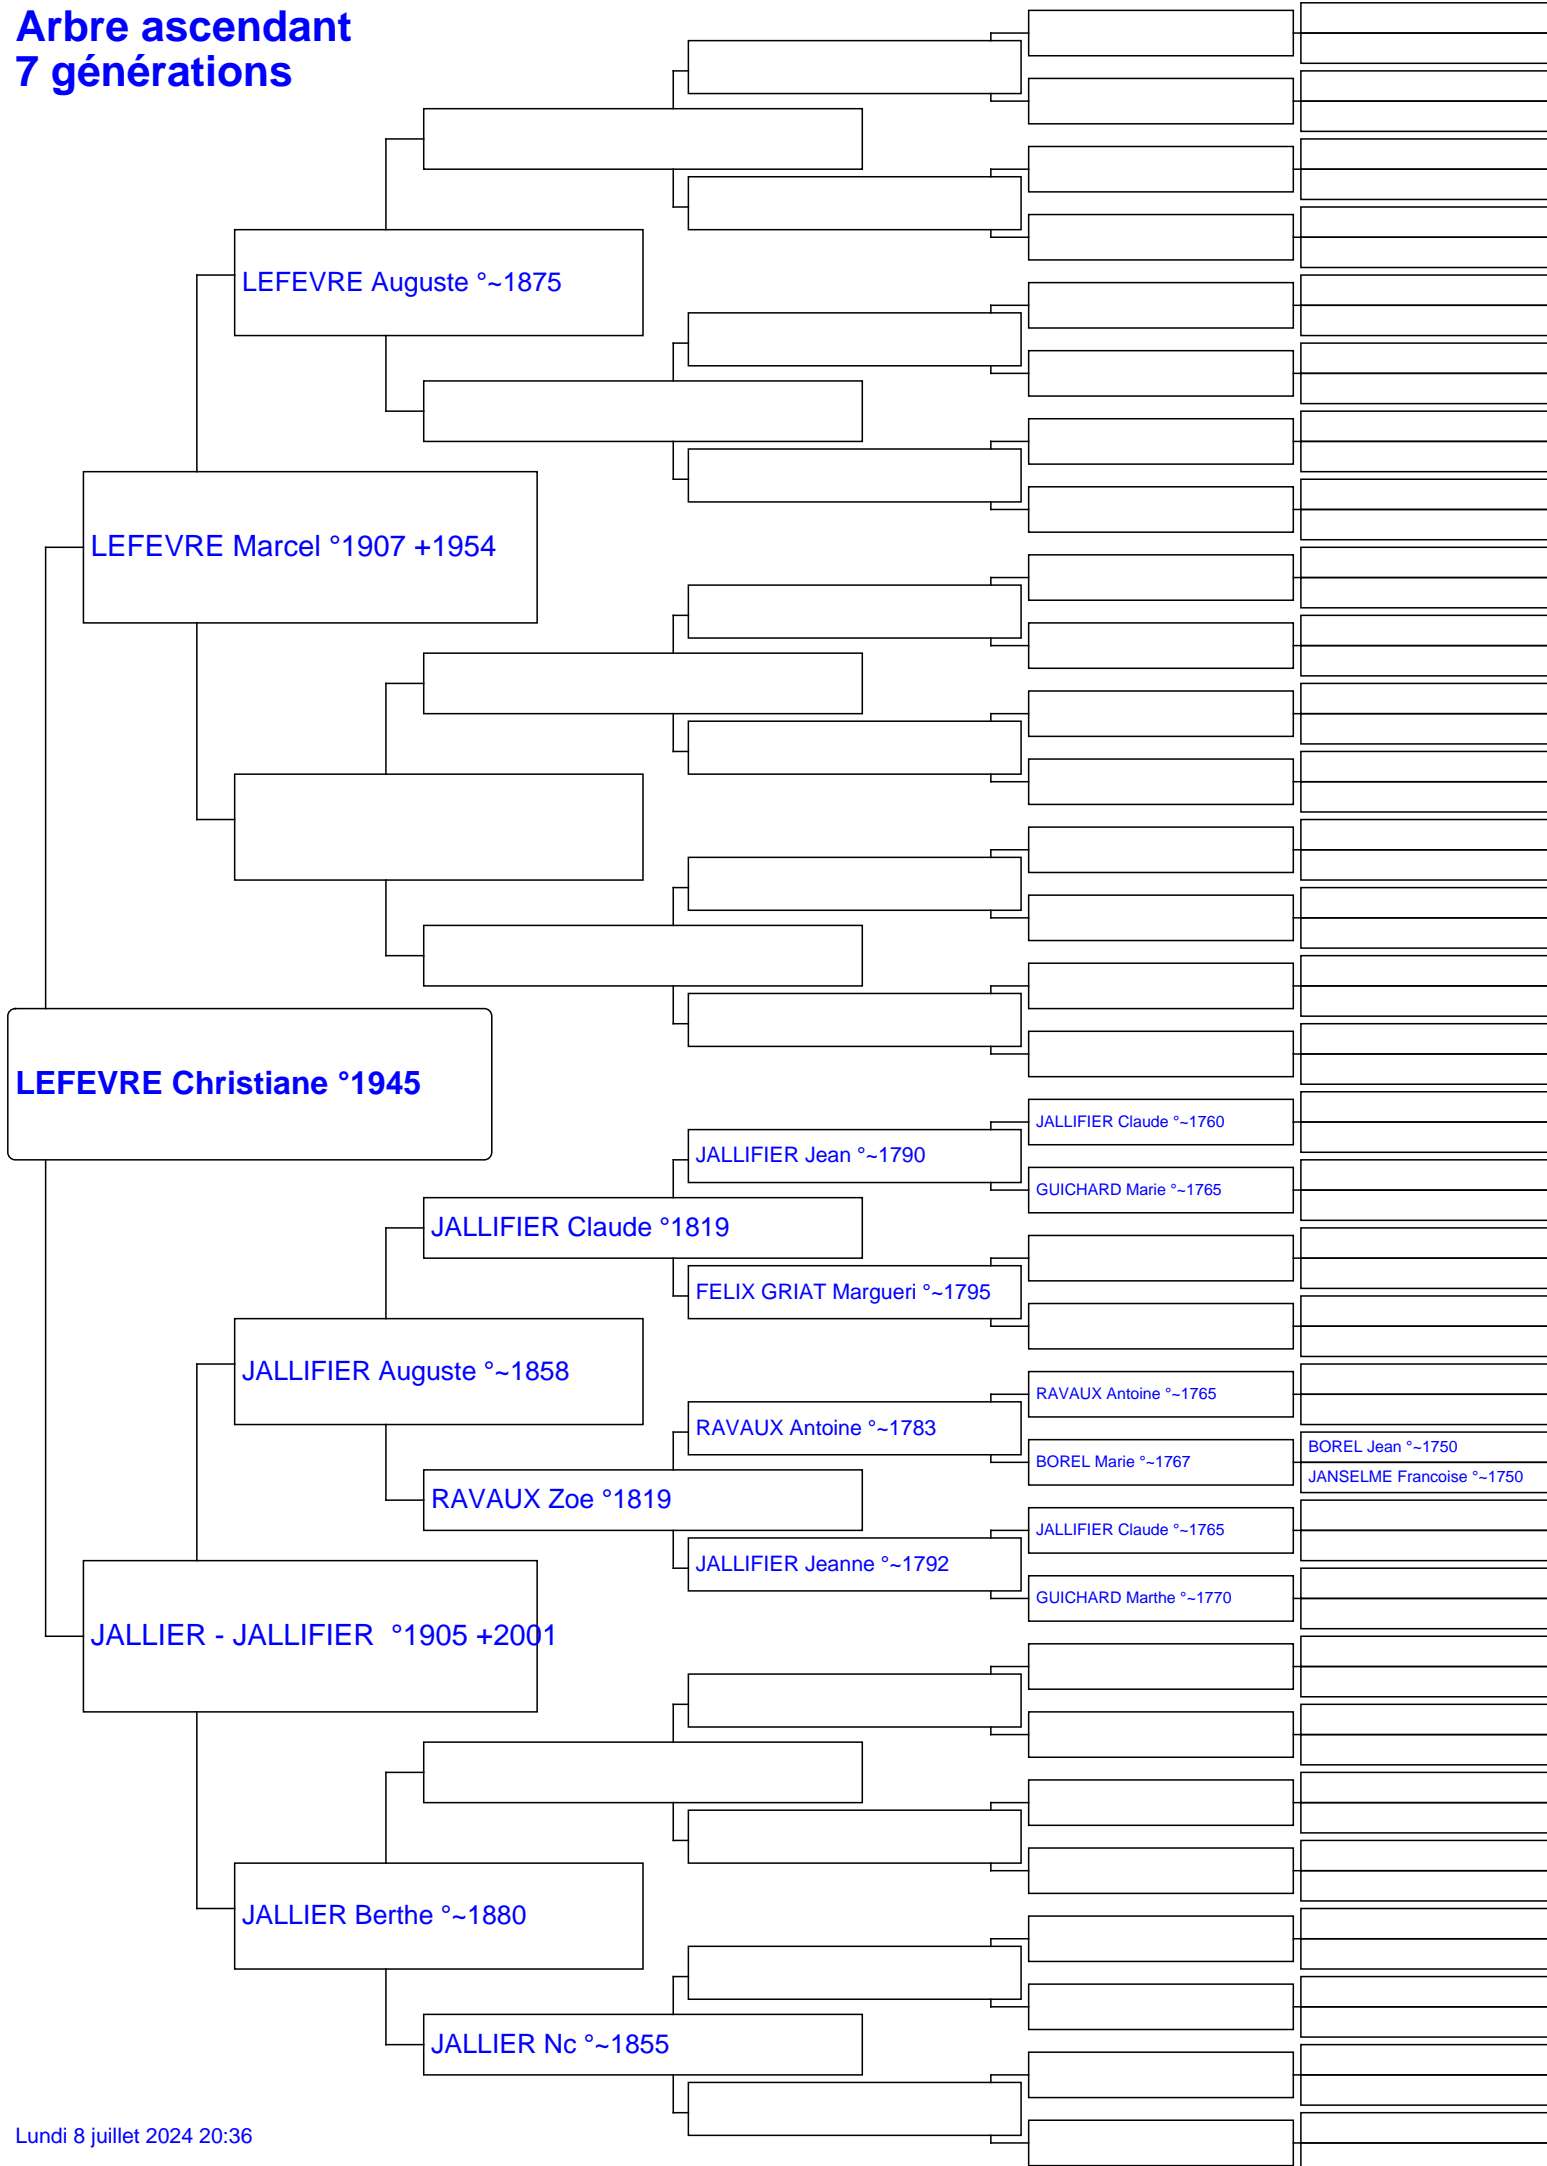 Arbre ascendant
7 générations
LEFEVRE Auguste °~1875
LEFEVRE Marcel °1907 +1954
LEFEVRE Christiane °1945
JALLIFIER Claude °~1760
JALLIFIER Jean °~1790
GUICHARD Marie °~1765
JALLIFIER Claude °1819
FELIX GRIAT Margueri °~1795
JALLIFIER Auguste °~1858
RAVAUX Antoine °~1765
RAVAUX Antoine °~1783
BOREL Jean °~1750
BOREL Marie °~1767
JANSELME Francoise °~1750
RAVAUX Zoe °1819
JALLIFIER Claude °~1765
JALLIFIER Jeanne °~1792
GUICHARD Marthe °~1770
JALLIER - JALLIFIER  °1905 +2001
JALLIER Berthe °~1880
JALLIER Nc °~1855
Lundi 8 juillet 2024 20:36